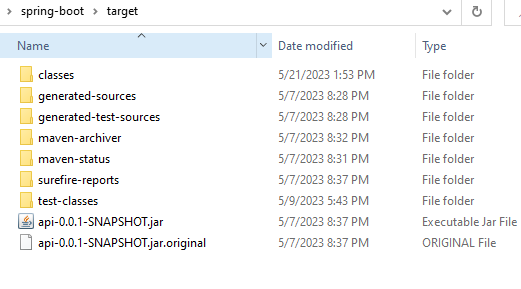 spring-boot > target
Name Date modified Type
classes 5/21/2023 1:53 PM File folder
generated-sources 5/7/2023 8:28 PM File folder
generated-test-sources 5/7/2023 8:28 PM File folder
maven-archiver 5/7/2023 8:32 PM File folder
maven-status 5/7/2023 8:31 PM File folder
surefire-reports 5/7/2023 8:37 PM File folder
test-classes 5/9/2023 5:43 PM File folder
api-0.0.1-SNAPSHOT.jar 5/7/2023 8:37 PM Executable Jar File
api-0.0.1-SNAPSHOT.jar.original 5/7/2023 8:37 PM ORIGINAL File